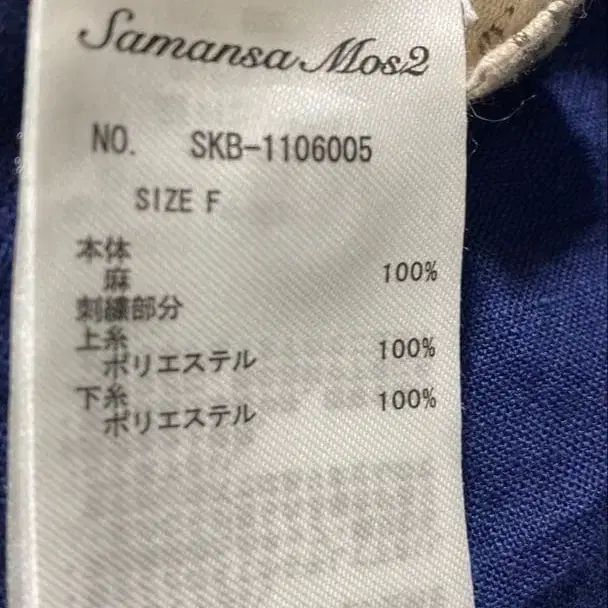 Samansa Mos2
NO. SKB-1106005
SIZE F
本体
麻 100%
刺繍部分
上糸
ポリエステル 100%
下糸
ポリエステル 100%